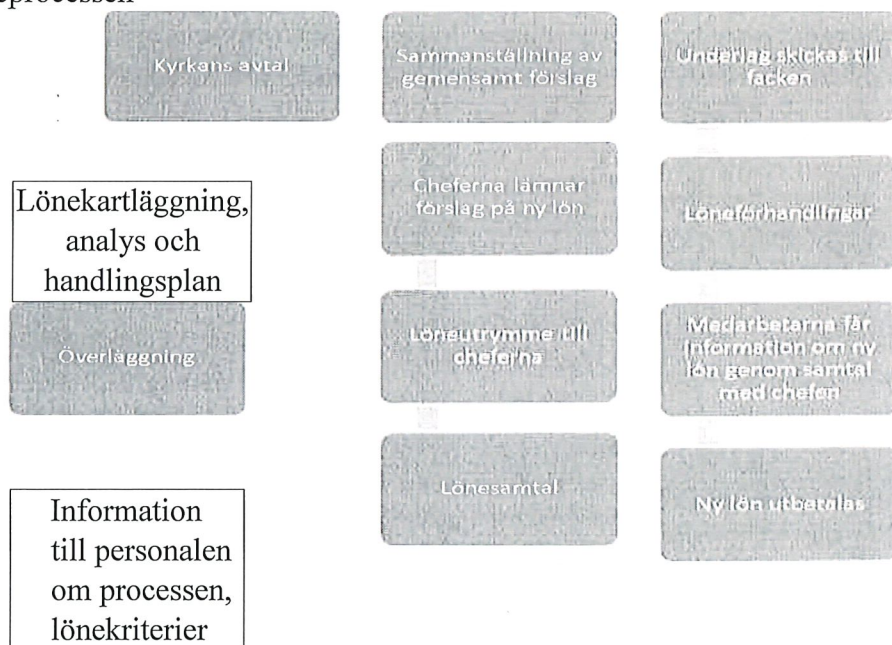 Kyrkans avtal
Lönekartläggning,
analys och
handlingsplan
Överläggning
Information
till personalen
om processen,
lönekriterier
Sammanställning av
gemensamt förslag
Cheferna lämnar
förslag på ny lön
Löneutrymme till
cheferna
Lönesamtal
Underlag skickas till
facken
Löneförhandlingar
Medarbetarna får
information om ny
lön genom samtal
med chefen
Ny lön utbetalas